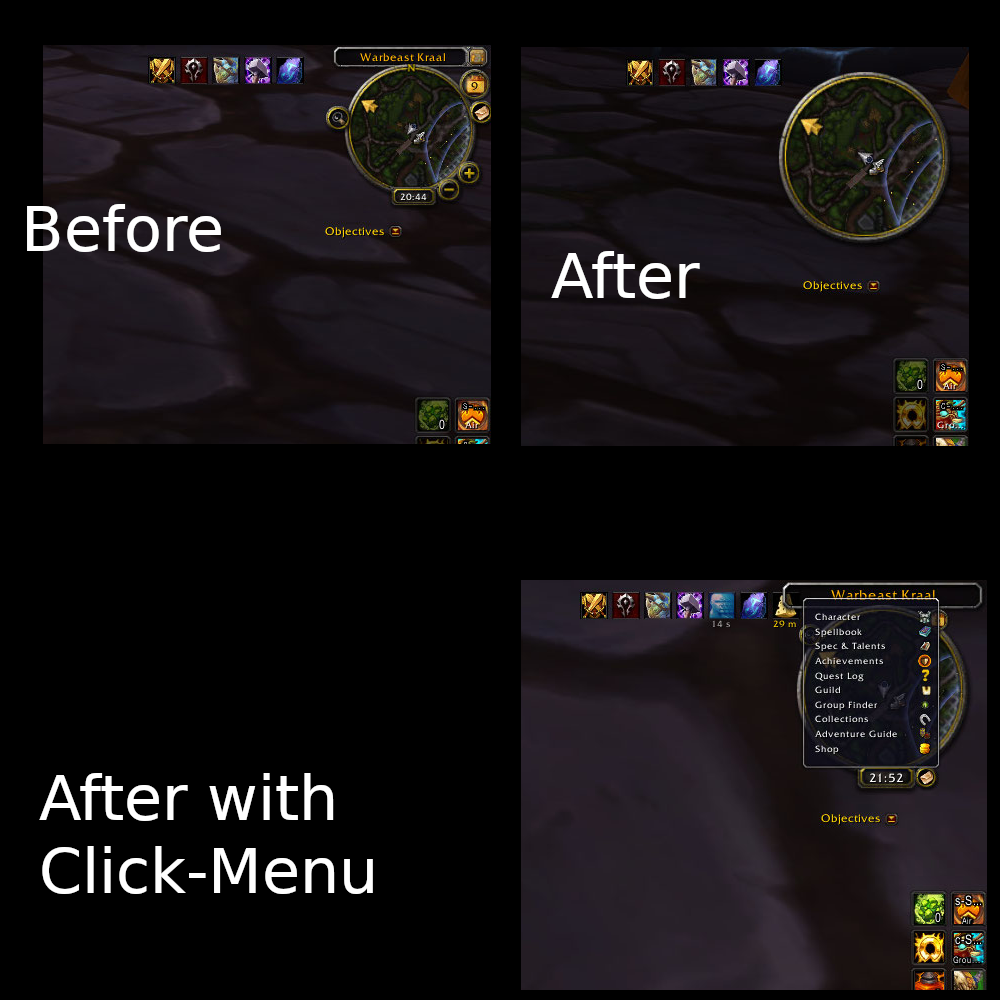 Warbeast Kraal
N
9
20:44
Before
Objectives
0
s-...
Air
After
Objectives
0
s-...
Air
c-S...
Gro...
Warbeast Kraal
14 s
29 m
Character
Spellbook
Spec & Talents
Achievements
Quest Log
Guild
Group Finder
Collections
Adventure Guide
Shop
21:52
Objectives
After with
Click-Menu
0
s-S...
Air
c-S...
Grou...